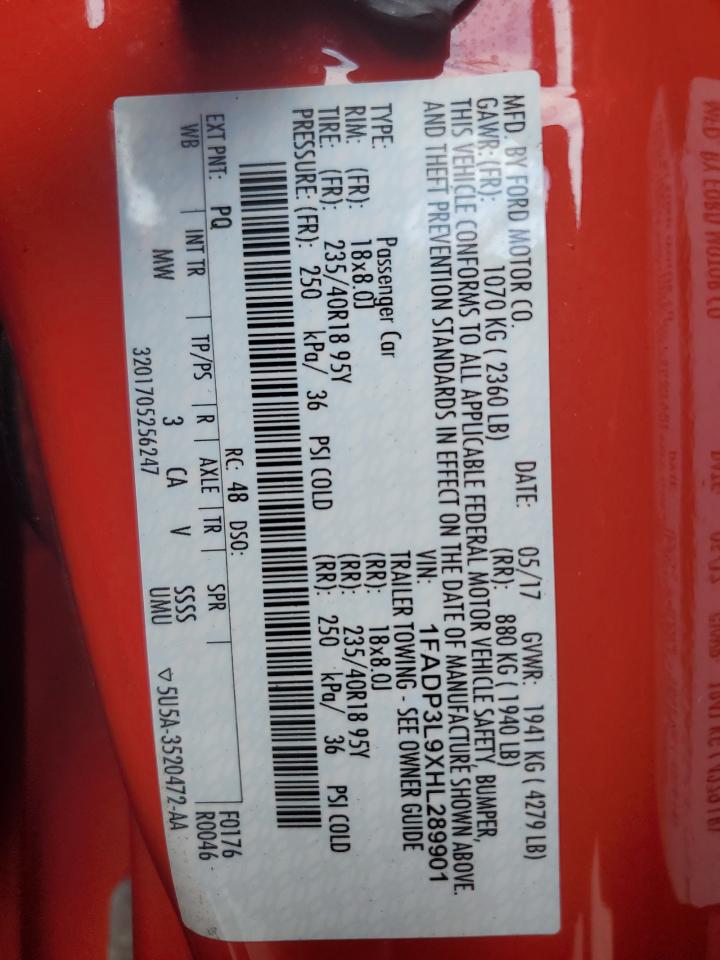 MFD. BY FORD MOTOR CO.
DATE: 05/17 GVWR: 1941 KG ( 4279 LB)
GAWR: (FR): 1070 KG ( 2360 LB) (RR): 880 KG ( 1940 LB)
THIS VEHICLE CONFORMS TO ALL APPLICABLE FEDERAL MOTOR VEHICLE SAFETY, BUMPER,
AND THEFT PREVENTION STANDARDS IN EFFECT ON THE DATE OF MANUFACTURE SHOWN ABOVE.
VIN: 1FADP3L9XHL289901
TYPE: Passenger Car TRAILER TOWING - SEE OWNER GUIDE
RIM: (FR): 18x8.0J (RR): 18x8.0J
TIRE: (FR): 235/40R18 95Y (RR): 235/40R18 95Y
PRESSURE: (FR): 250 kPa/ 36 PSI COLD (RR): 250 kPa/ 36 PSI COLD
EXT PNT: PQ RC: 48 DSO: F0176
WB | INT TR | TP/PS | R | AXLE | TR | SPR | R0046
MW 3 CA V SSSS
UMU
3201705256247 ▽5U5A-3520472-AA